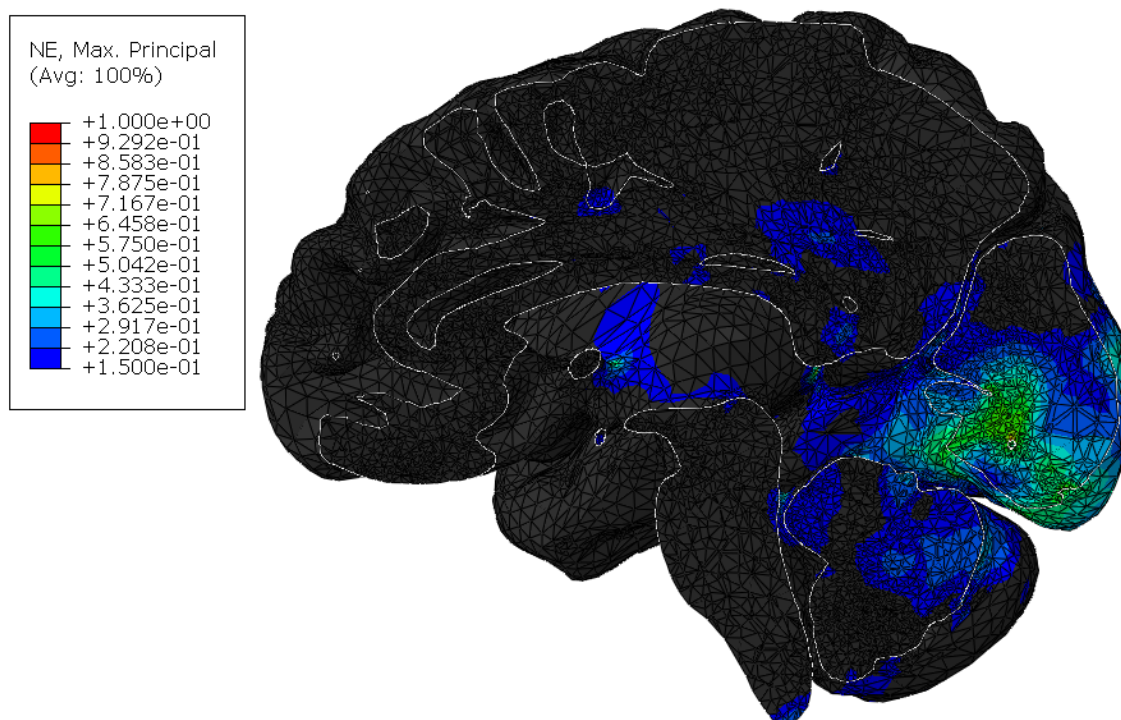 NE, Max. Principal
(Avg: 100%)
+1.000e+00
+9.292e-01
+8.583e-01
+7.875e-01
+7.167e-01
+6.458e-01
+5.750e-01
+5.042e-01
+4.333e-01
+3.625e-01
+2.917e-01
+2.208e-01
+1.500e-01